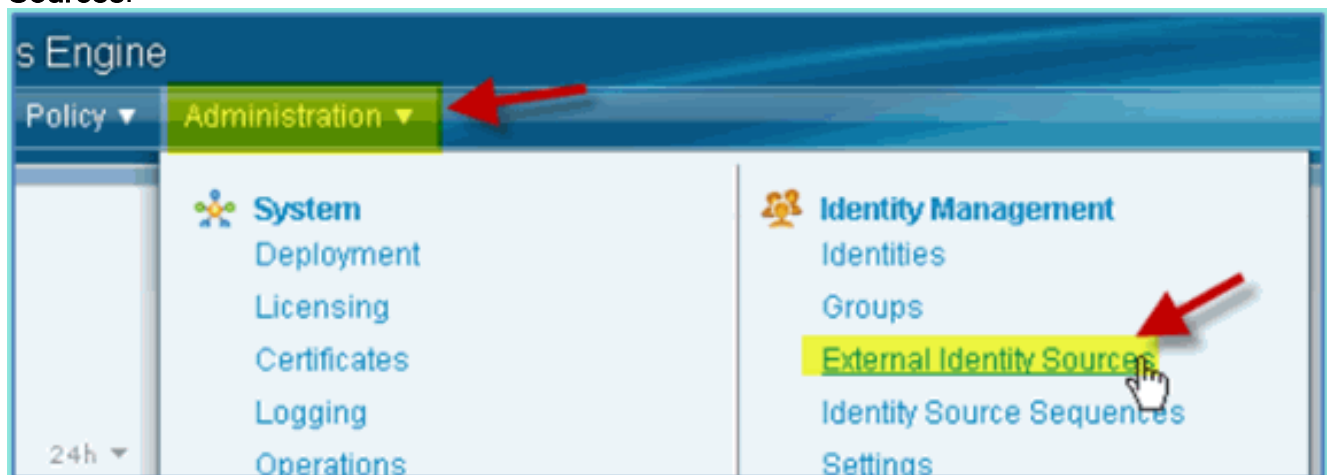 Sources.
s Engine
Policy ▼ Administration ▼
System
Deployment
Licensing
Certificates
Logging
Operations
Identity Management
Identities
Groups
External Identity Sources
Identity Source Sequences
Settings
24h ▼